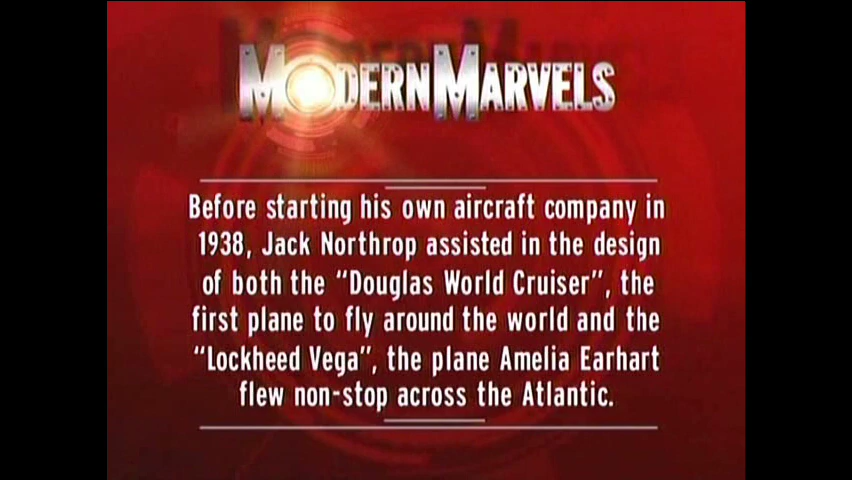 Modern Marvels
Before starting his own aircraft company in
1938, Jack Northrop assisted in the design
of both the "Douglas World Cruiser", the
first plane to fly around the world and the
"Lockheed Vega", the plane Amelia Earhart
flew non-stop across the Atlantic.